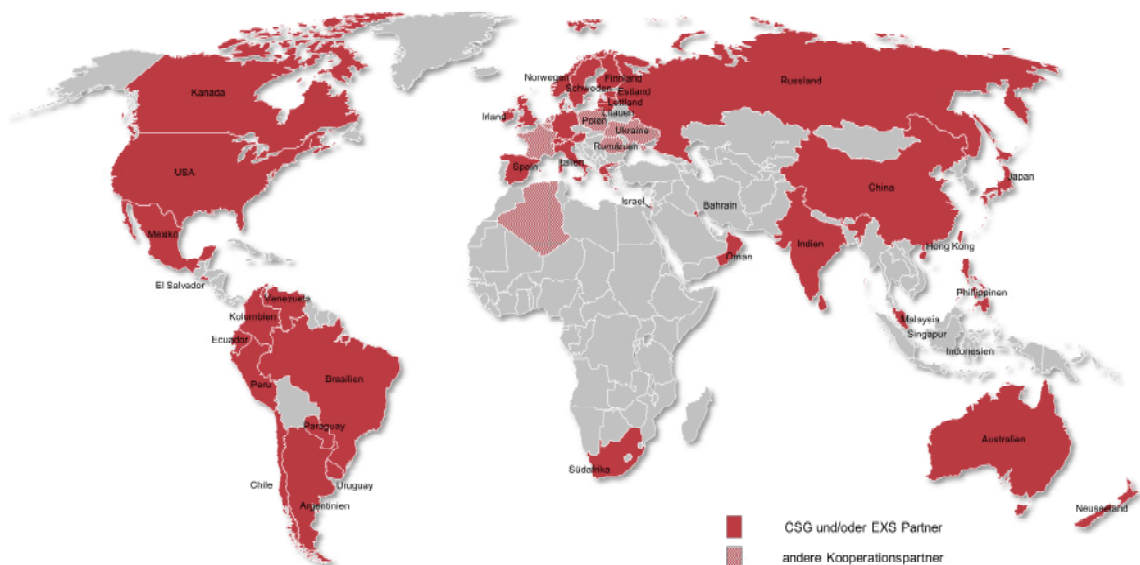 Kanada
USA
Mexiko
El Salvador
Venezuela
Kolumbien
Ecuador
Peru
Brasilien
Paraguay
Chile
Uruguay
Argentinien
Norwegen
Finnland
Schweden
Estland
Lettland
Litauen
Irland
Polen
Ukraine
Rumänien
Spain
Italien
Israel
Bahrain
Oman
Südafrika
Russland
China
Japan
Indien
Hong Kong
Philippinen
Malaysia
Singapur
Indonesien
Australien
Neuseeland
CSG und/oder EXS Partner
andere Kooperationspartner